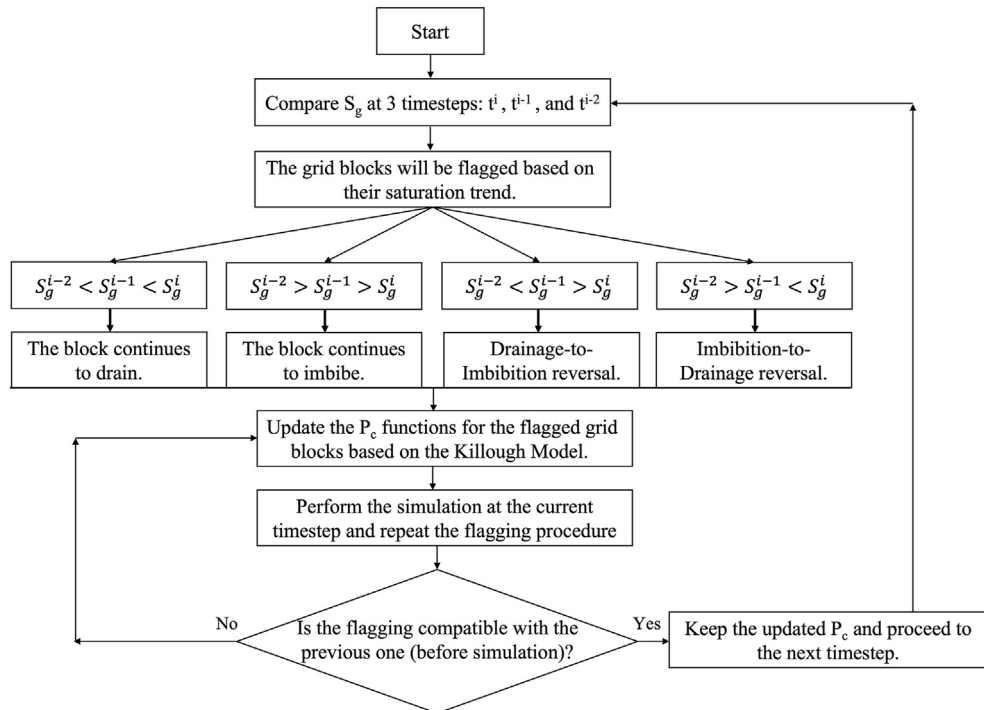 Start
Compare S_g at 3 timesteps: t^i, t^{i-1}, and t^{i-2}
The grid blocks will be flagged based on
their saturation trend.
S_g^{i-2} < S_g^{i-1} < S_g^i
S_g^{i-2} > S_g^{i-1} > S_g^i
S_g^{i-2} < S_g^{i-1} > S_g^i
S_g^{i-2} > S_g^{i-1} < S_g^i
The block continues
to drain.
The block continues
to imbibe.
Drainage-to-
Imbibition reversal.
Imbibition-to-
Drainage reversal.
Update the P_c functions for the flagged grid
blocks based on the Killough Model.
Perform the simulation at the current
timestep and repeat the flagging procedure
No
Is the flagging compatible with the
previous one (before simulation)?
Yes
Keep the updated P_c and proceed to
the next timestep.